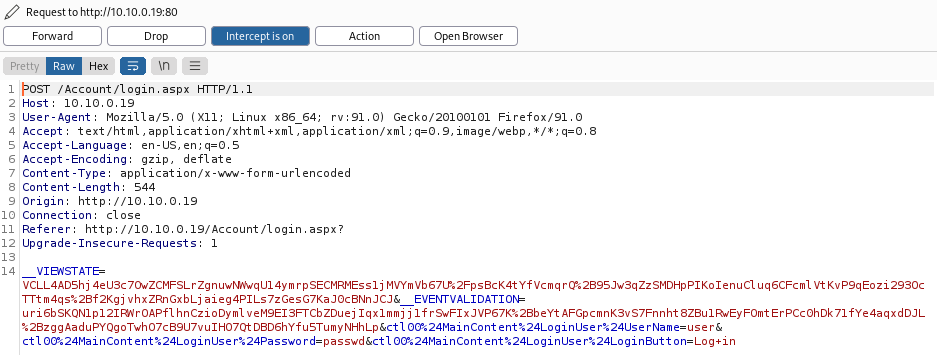 Request to http://10.10.0.19:80
Forward Drop Intercept is on Action Open Browser
Pretty Raw Hex \n
1 POST /Account/login.aspx HTTP/1.1
2 Host: 10.10.0.19
3 User-Agent: Mozilla/5.0 (X11; Linux x86_64; rv:91.0) Gecko/20100101 Firefox/91.0
4 Accept: text/html,application/xhtml+xml,application/xml;q=0.9,image/webp,*/*;q=0.8
5 Accept-Language: en-US,en;q=0.5
6 Accept-Encoding: gzip, deflate
7 Content-Type: application/x-www-form-urlencoded
8 Content-Length: 544
9 Origin: http://10.10.0.19
10 Connection: close
11 Referer: http://10.10.0.19/Account/login.aspx?
12 Upgrade-Insecure-Requests: 1
13
14 __VIEWSTATE=
VCLL4AD5hj4eU3c7OwZCMFSLrZgnuwNWwqU14ymrpSECMRMEss1jMVYmVb67U%2FpsBcK4tYfVcmqrQ%2B95Jw3qZzSMDHpPIKoIenuCluq6CFcmlVtKvP9qEozi293Oc
TTtm4qs%2Bf2KgjvhxZRnGxbLjaieg4PILs7zGesG7KaJ0cBNnJCJ&__EVENTVALIDATION=
uri6bSKQN1p12IRWrOAPflhnCzioDymlveM9EI3FTCbZDuejIqx1mmjj1frSwFIxJVP67K%2BbeYtAFGpcmnK3vS7Fnnht8ZBu1RwEyFOmtErPCc0hDk71fYe4aqxdDJL
%2BzggAaduPYQgoTwhO7cB9U7vuIHO7QtDBD6hYfu5TumyNHhLp&ctl00%24MainContent%24LoginUser%24UserName=user&
ctl00%24MainContent%24LoginUser%24Password=passwd&ctl00%24MainContent%24LoginUser%24LoginButton=Log+in